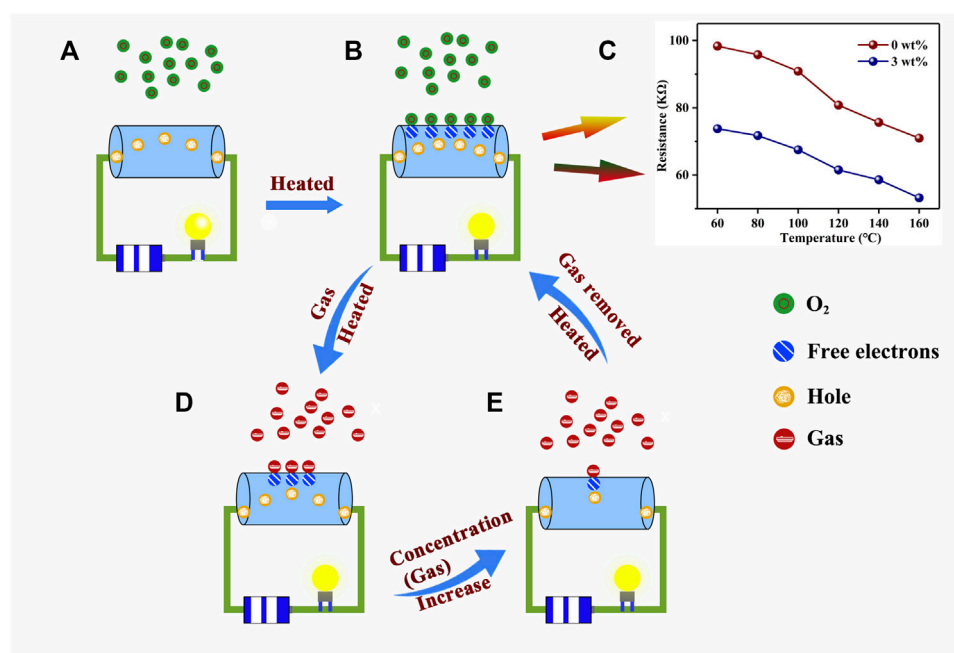 A
B
C
100
80
60
Resistance (KΩ)
0 wt%
3 wt%
60 80 100 120 140 160
Temperature (°C)
Heated
Gas
Heated
Gas removed
Heated
O₂
Free electrons
Hole
Gas
D
E
x
x
Concentration
(Gas)
Increase